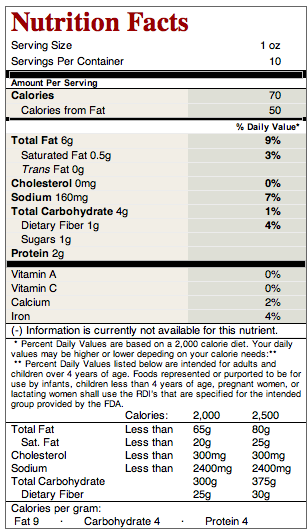 Nutrition Facts
Serving Size 1 oz
Servings Per Container 10
Amount Per Serving
Calories 70
Calories from Fat 50
% Daily Value*
Total Fat 6g 9%
Saturated Fat 0.5g 3%
Trans Fat 0g
Cholesterol 0mg 0%
Sodium 160mg 7%
Total Carbohydrate 4g 1%
Dietary Fiber 1g 4%
Sugars 1g
Protein 2g
Vitamin A 0%
Vitamin C 0%
Calcium 2%
Iron 4%
(-) Information is currently not available for this nutrient.
* Percent Daily Values are based on a 2,000 calorie diet. Your daily
values may be higher or lower depeding on your calorie needs:**
** Percent Daily Values listed below are intended for adults and
children over 4 years of age. Foods represented or purported to be for
use by infants, children less than 4 years of age, pregnant women, or
lactating women shall use the RDI's that are specified for the intended
group provided by the FDA.
Calories: 2,000 2,500
Total Fat Less than 65g 80g
Sat. Fat Less than 20g 25g
Cholesterol Less than 300mg 300mg
Sodium Less than 2400mg 2400mg
Total Carbohydrate 300g 375g
Dietary Fiber 25g 30g
Calories per gram:
Fat 9 · Carbohydrate 4 · Protein 4